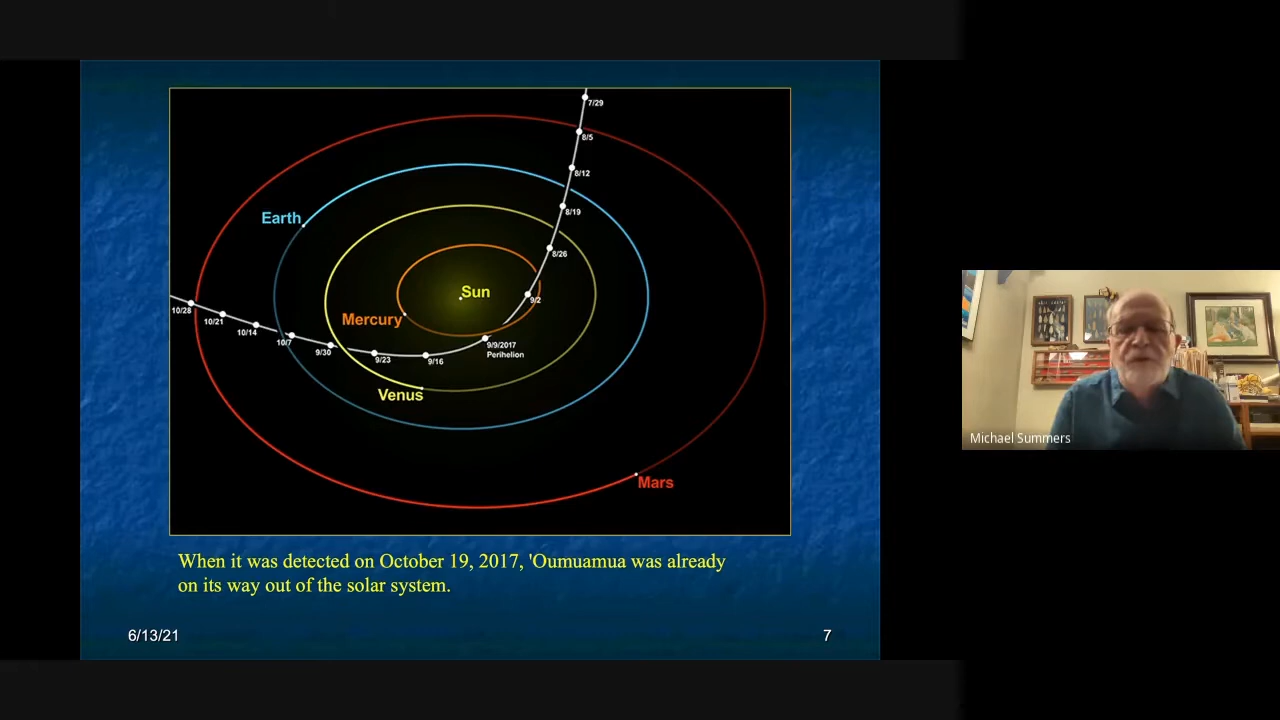 7/29
8/5
8/12
8/19
Earth
8/26
Sun
9/2
10/28
10/21
Mercury
10/14
10/7
9/30
9/9/2017
Perihelion
9/23
9/16
Venus
Mars
When it was detected on October 19, 2017, 'Oumuamua was already
on its way out of the solar system.
6/13/21
7
Michael Summers